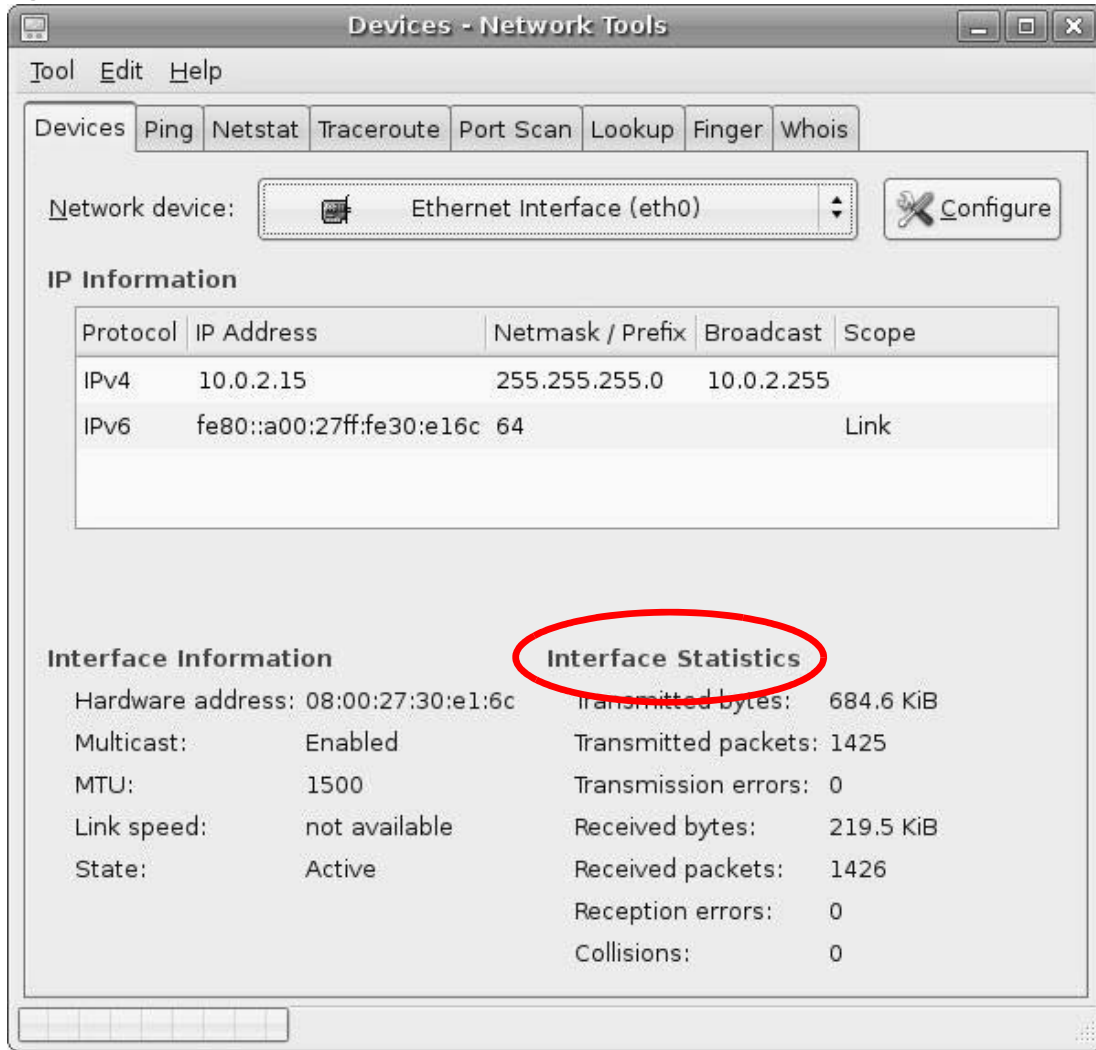 Devices - Network Tools
Tool Edit Help
Devices Ping Netstat Traceroute Port Scan Lookup Finger Whois
Network device: Ethernet Interface (eth0) Configure
IP Information
Protocol IP Address Netmask / Prefix Broadcast Scope
IPv4 10.0.2.15 255.255.255.0 10.0.2.255
IPv6 fe80::a00:27ff:fe30:e16c 64 Link
Interface Information
Hardware address: 08:00:27:30:e1:6c
Multicast: Enabled
MTU: 1500
Link speed: not available
State: Active
Interface Statistics
Transmitted bytes: 684.6 KiB
Transmitted packets: 1425
Transmission errors: 0
Received bytes: 219.5 KiB
Received packets: 1426
Reception errors: 0
Collisions: 0